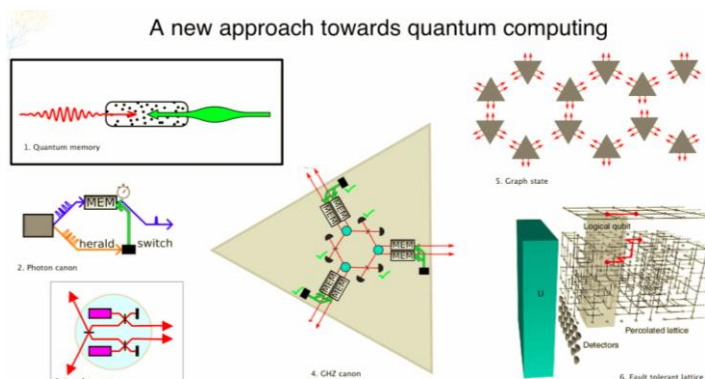 A new approach towards quantum computing
1. Quantum memory
MEM
herald
switch
2. Photon canon
MEM
MEM
MEM
MEM
MEM
MEM
4. GHZ canon
5. Graph state
Logical qubit
U
Percolated lattice
Detectors
6. Fault tolerant lattice